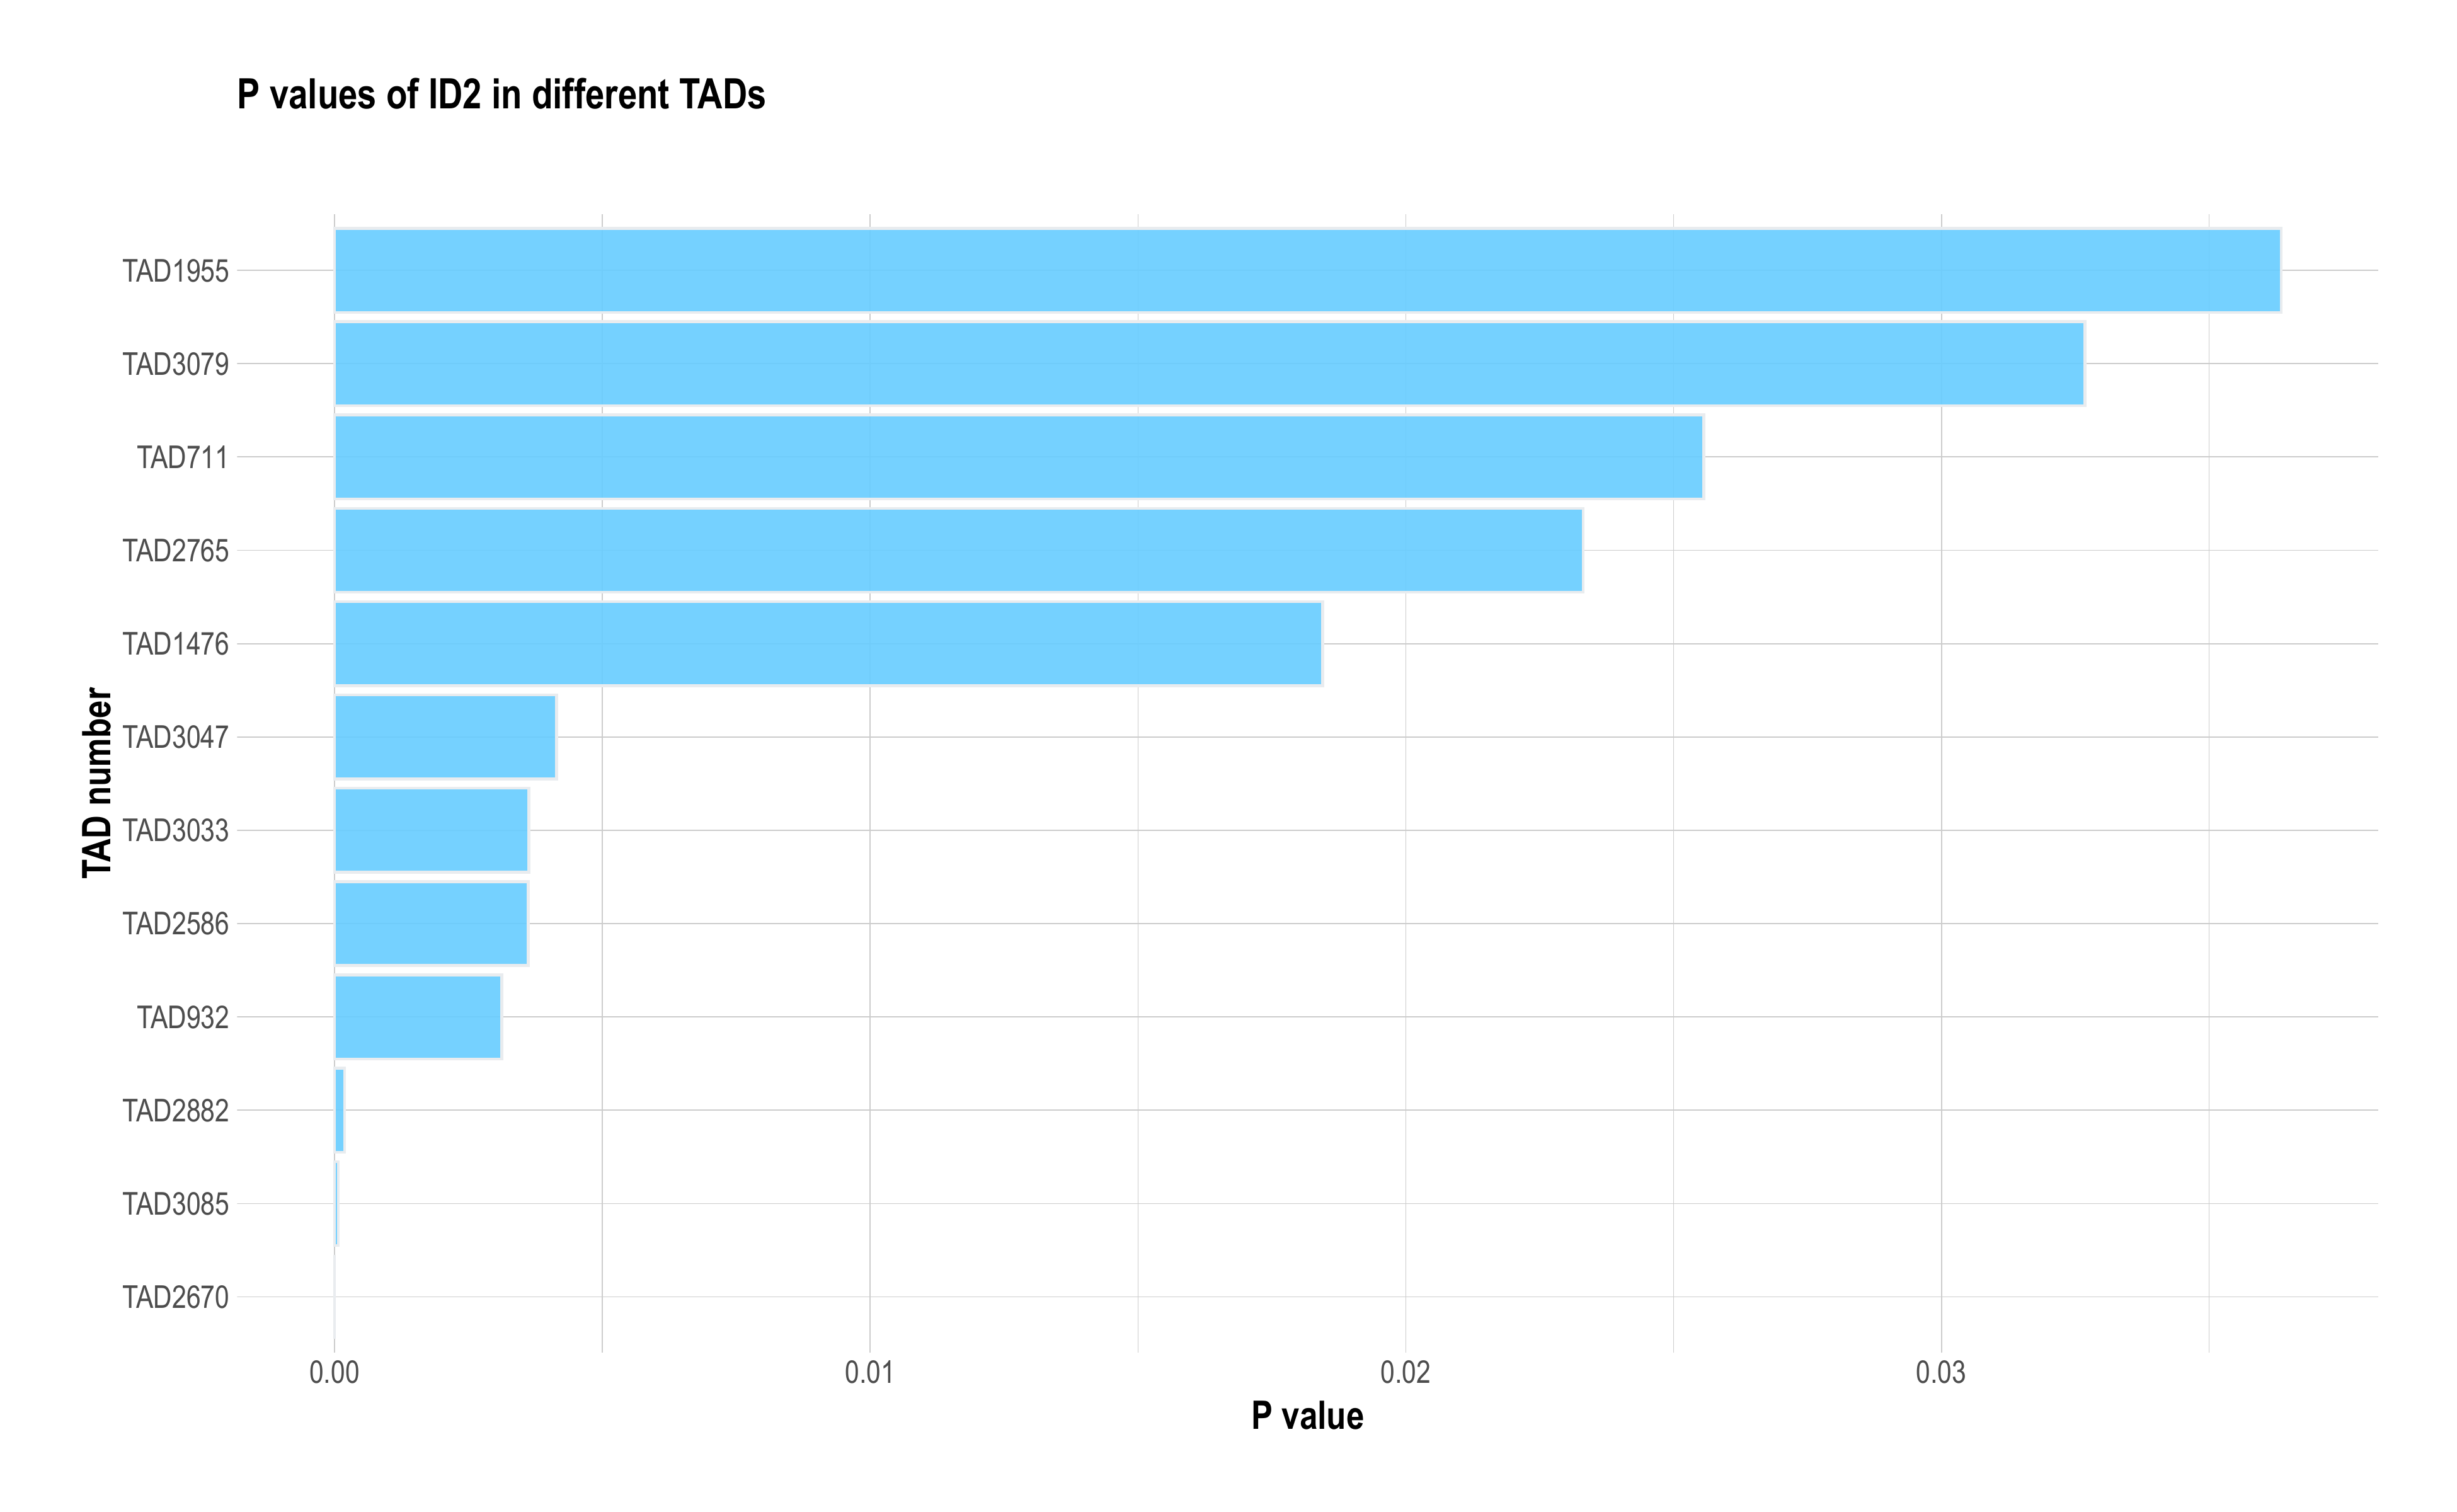 P values of ID2 in different TADs
TAD number
TAD1955
TAD3079
TAD711
TAD2765
TAD1476
TAD3047
TAD3033
TAD2586
TAD932
TAD2882
TAD3085
TAD2670
0.00 0.01 0.02 0.03
P value